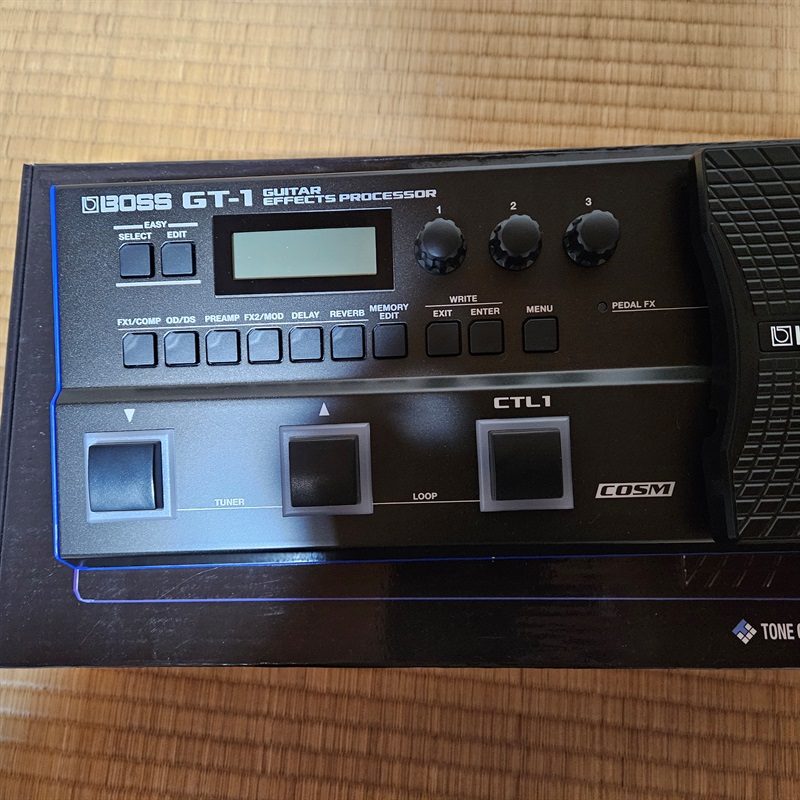 BOSS GT-1 GUITAR EFFECTS PROCESSOR
EASY
SELECT EDIT
1 2 3
FX1/COMP OD/DS PREAMP FX2/MOD DELAY REVERB MEMORY EDIT
WRITE
EXIT ENTER
MENU
PEDAL FX
▼ ▲ CTL1
TUNER LOOP
COSM
TONE